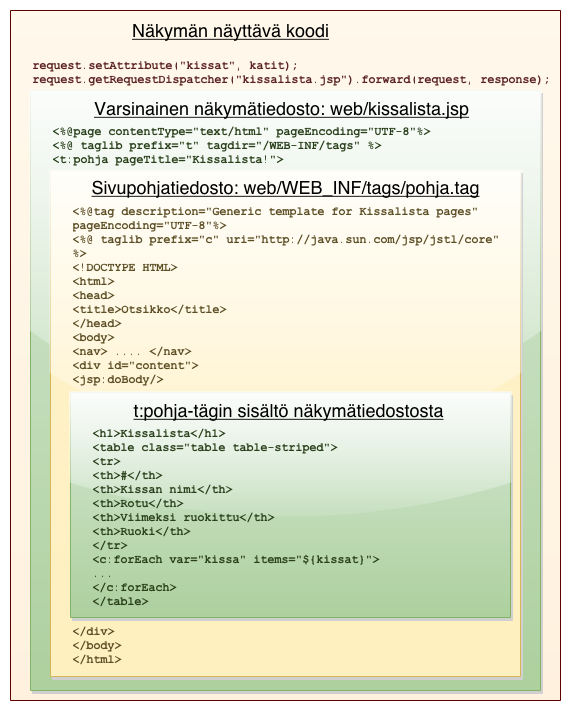 Näkymän näyttävä koodi
request.setAttribute("kissat", katit);
request.getRequestDispatcher("kissalista.jsp").forward(request, response);
Varsinainen näkymätiedosto: web/kissalista.jsp
<%@page contentType="text/html" pageEncoding="UTF-8"%>
<%@ taglib prefix="t" tagdir="/WEB-INF/tags" %>
<t:pohja pageTitle="Kissalista!">
Sivupohjatiedosto: web/WEB_INF/tags/pohja.tag
<%@tag description="Generic template for Kissalista pages"
pageEncoding="UTF-8"%>
<%@ taglib prefix="c" uri="http://java.sun.com/jsp/jstl/core"
%>
<!DOCTYPE HTML>
<html>
<head>
<title>Otsikko</title>
</head>
<body>
<nav> .... </nav>
<div id="content">
<jsp:doBody/>
t:pohja-tägin sisältö näkymätiedostosta
<h1>Kissalista</h1>
<table class="table table-striped">
<tr>
<th>#</th>
<th>Kissan nimi</th>
<th>Rotu</th>
<th>Viimeksi ruokittu</th>
<th>Ruoki</th>
</tr>
<c:forEach var="kissa" items="${kissat}">
...
</c:forEach>
</table>
</div>
</body>
</html>